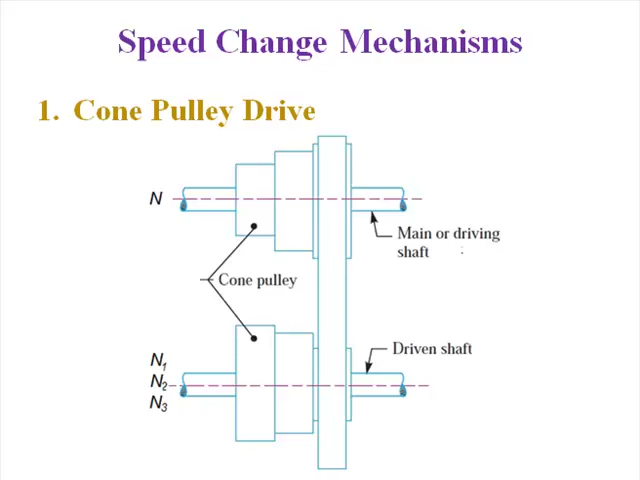 Speed Change Mechanisms
1. Cone Pulley Drive
N
Main or driving
shaft
Cone pulley
Driven shaft
N1
N2
N3